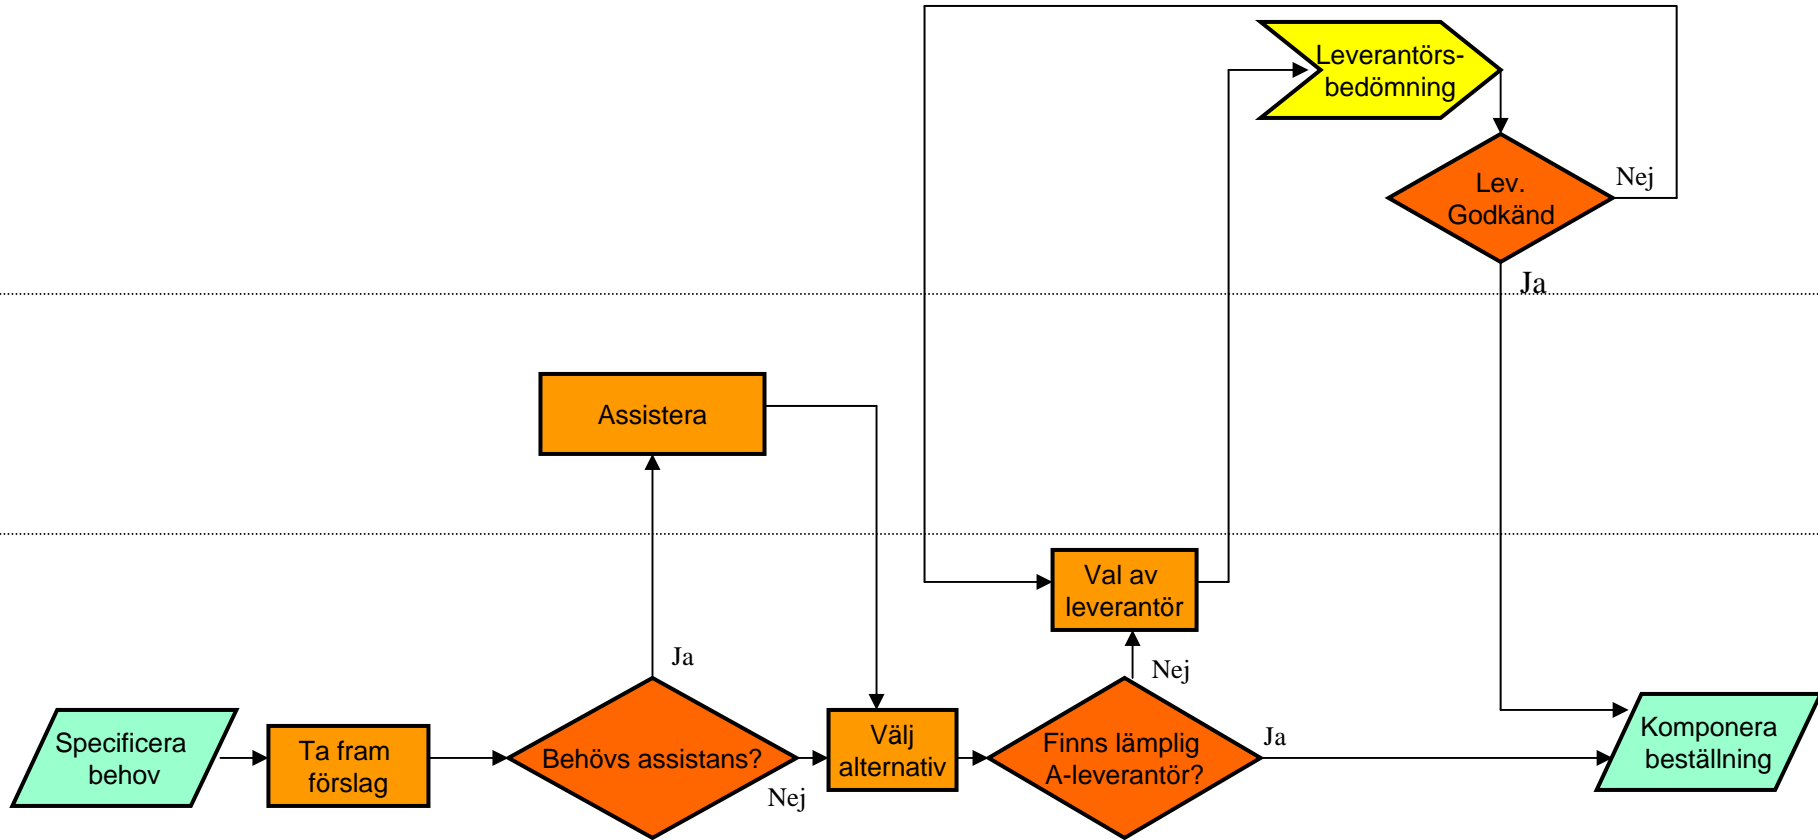 Leverantörs-
bedömning
Lev.
Godkänd
Nej
Ja
Assistera
Val av
leverantör
Ja
Nej
Specificera
behov
Ta fram
förslag
Behövs assistans?
Nej
Välj
alternativ
Finns lämplig
A-leverantör?
Ja
Komponera
beställning